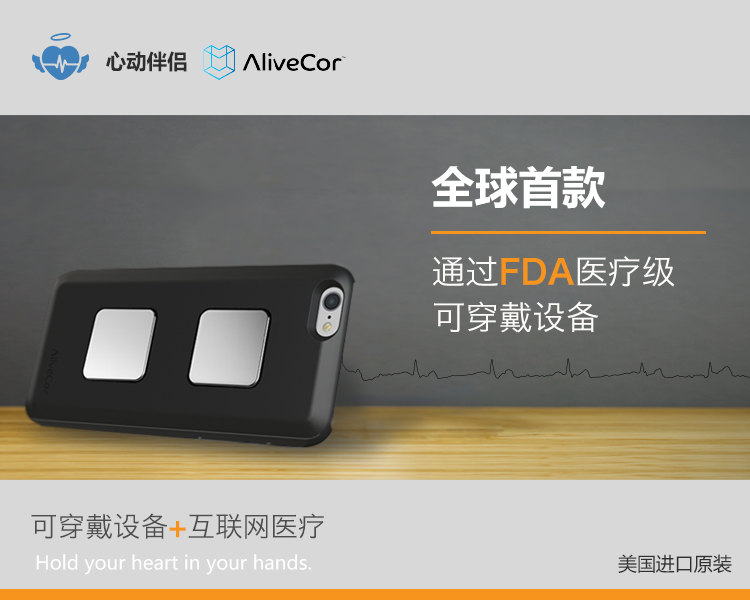 心动伴侣 AliveCor™
全球首款
通过FDA医疗级
可穿戴设备
AliveCor
可穿戴设备+互联网医疗
Hold your heart in your hands.
美国进口原装